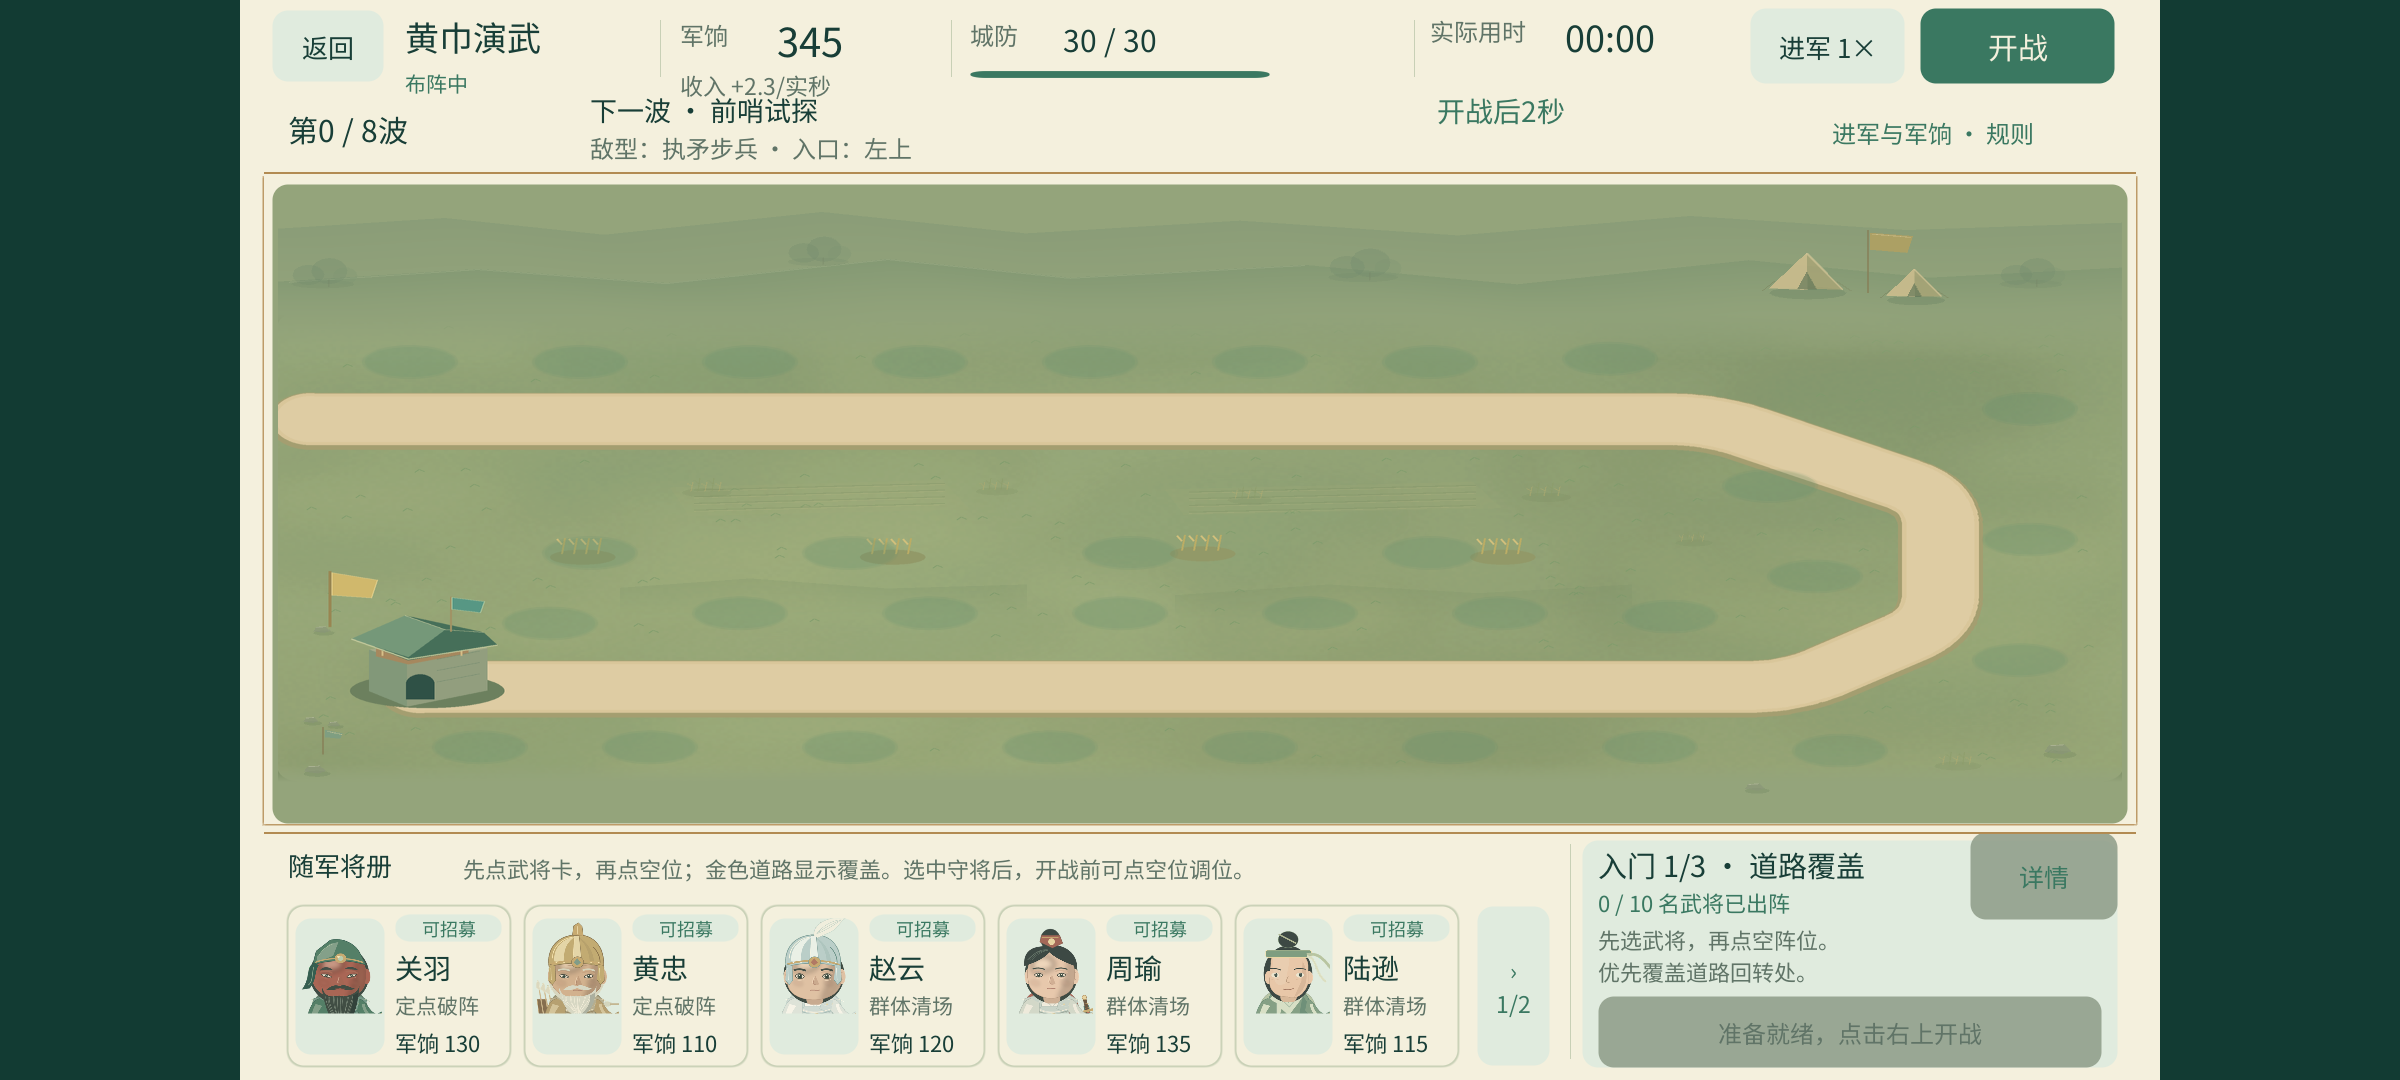 返回
黄巾演武
布阵中
军饷 345
收入 +2.3/实秒
城防 30 / 30
实际用时 00:00
进军 1×
开战
第0 / 8波
下一波 · 前哨试探
敌型：执矛步兵 · 入口：左上
开战后2秒
进军与军饷 · 规则
随军将册
先点武将卡，再点空位；金色道路显示覆盖。选中守将后，开战前可点空位调位。
可招募
关羽
定点破阵
军饷 130
可招募
黄忠
定点破阵
军饷 110
可招募
赵云
群体清场
军饷 120
可招募
周瑜
群体清场
军饷 135
可招募
陆逊
群体清场
军饷 115
›
1/2
入门 1/3 · 道路覆盖
详情
0 / 10 名武将已出阵
先选武将，再点空阵位。
优先覆盖道路回转处。
准备就绪，点击右上开战